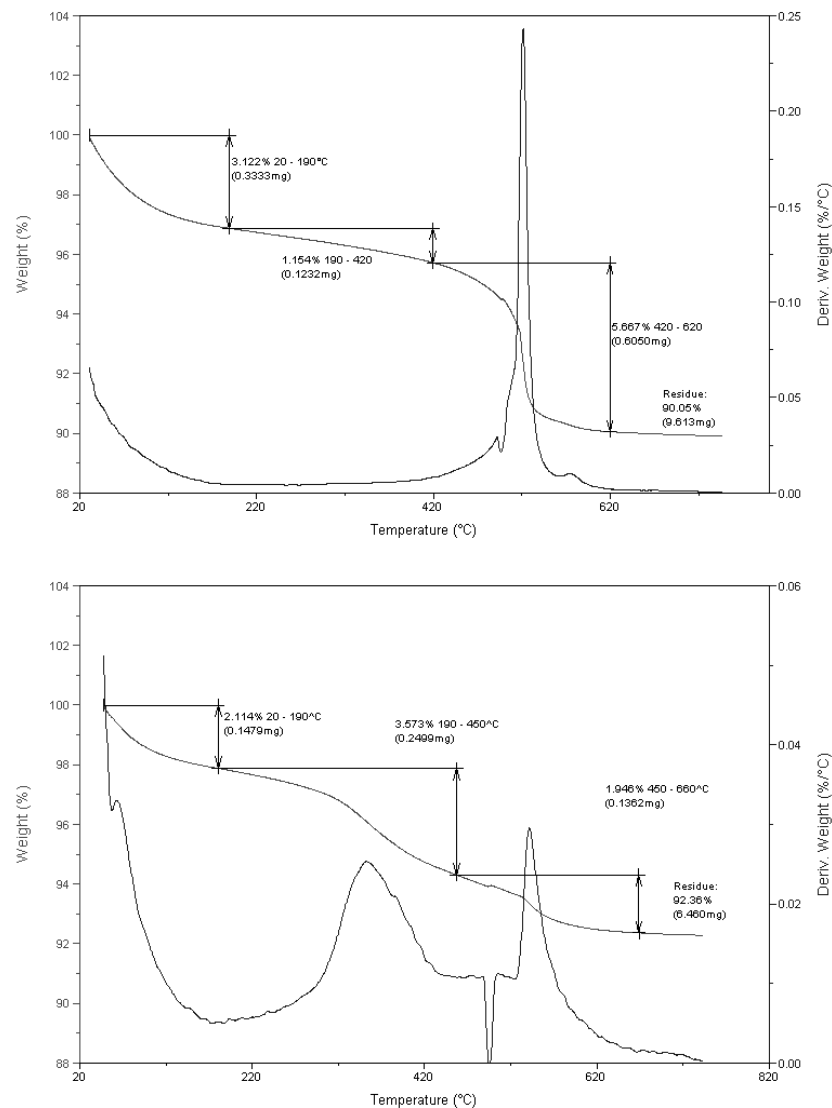 104
102
100
98
96
94
92
90
88
Weight (%)
3.122% 20 - 190°C
(0.3333mg)
1.154% 190 - 420
(0.1232mg)
5.667% 420 - 620
(0.6050mg)
Residue:
90.05%
(9.613mg)
0.25
0.20
0.15
0.10
0.05
0.00
Deriv. Weight (%/°C)
20
220
420
620
Temperature (°C)
104
102
100
98
96
94
92
90
88
Weight (%)
2.114% 20 - 190^C
(0.1479mg)
3.573% 190 - 450^C
(0.2499mg)
1.946% 450 - 660^C
(0.1362mg)
Residue:
92.36%
(6.460mg)
0.06
0.04
0.02
0.00
Deriv. Weight (%/°C)
20
220
420
620
820
Temperature (°C)